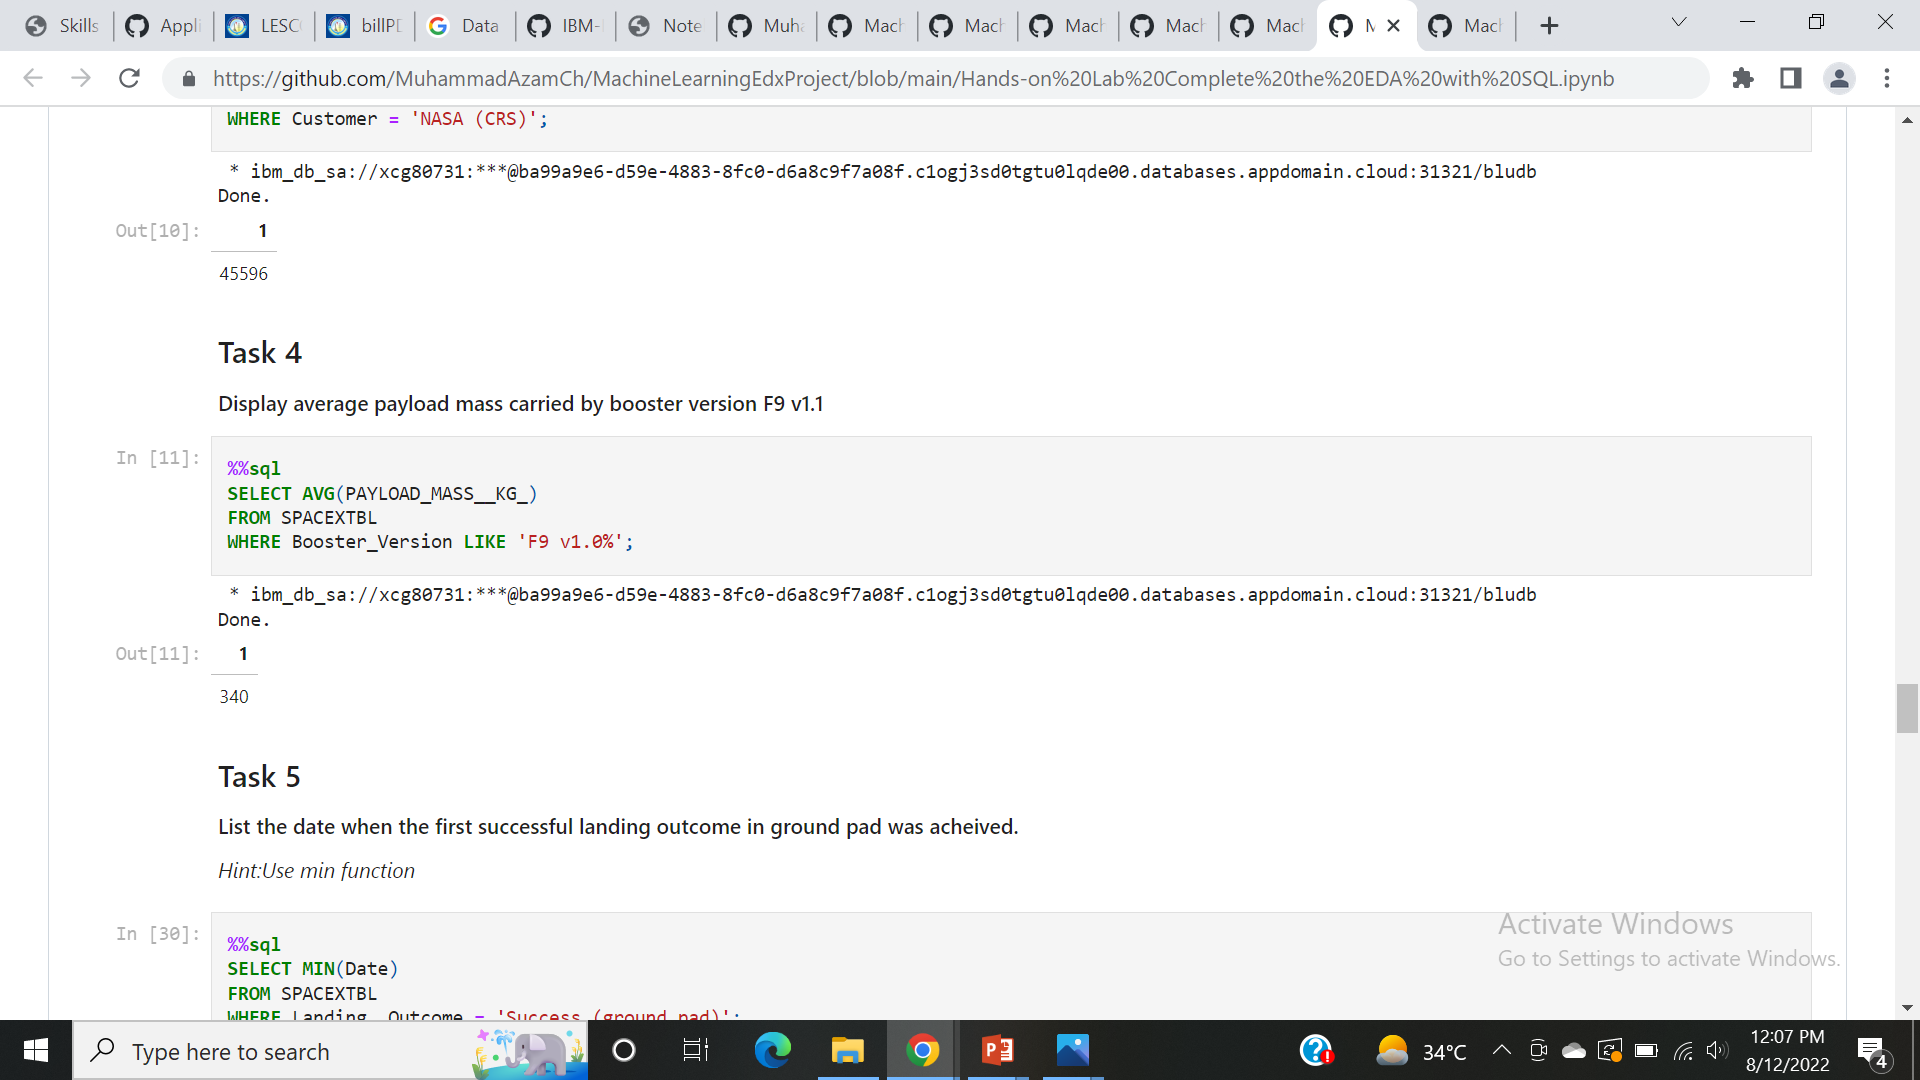 Skills
Appli
LESC
billPD
Data
IBM-
Note
Muha
Mach
Mach
Mach
Mach
Mach
M
Mach
https://github.com/MuhammadAzamCh/MachineLearningEdxProject/blob/main/Hands-on%20Lab%20Complete%20the%20EDA%20with%20SQL.ipynb
WHERE Customer = 'NASA (CRS)';
* ibm_db_sa://xcg80731:***@ba99a9e6-d59e-4883-8fc0-d6a8c9f7a08f.c1ogj3sd0tgtu0lqde00.databases.appdomain.cloud:31321/bludb
Done.
Out[10]:
1
45596
Task 4
Display average payload mass carried by booster version F9 v1.1
In [11]:
%%sql
SELECT AVG(PAYLOAD_MASS__KG_)
FROM SPACEXTBL
WHERE Booster_Version LIKE 'F9 v1.0%';
* ibm_db_sa://xcg80731:***@ba99a9e6-d59e-4883-8fc0-d6a8c9f7a08f.c1ogj3sd0tgtu0lqde00.databases.appdomain.cloud:31321/bludb
Done.
Out[11]:
1
340
Task 5
List the date when the first successful landing outcome in ground pad was acheived.
Hint:Use min function
In [30]:
%%sql
SELECT MIN(Date)
FROM SPACEXTBL
WHERE Landing__Outcome = 'Success (ground pad)';
Activate Windows
Go to Settings to activate Windows.
Type here to search
34°C
12:07 PM
8/12/2022
4